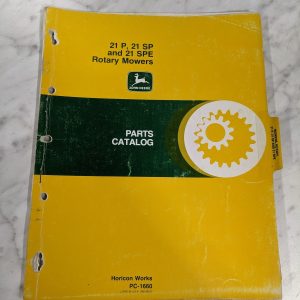 21 P, 21 SP
and 21 SPE
Rotary Mowers
JOHN DEERE
PARTS
CATALOG
Horicon Works
PC-1660